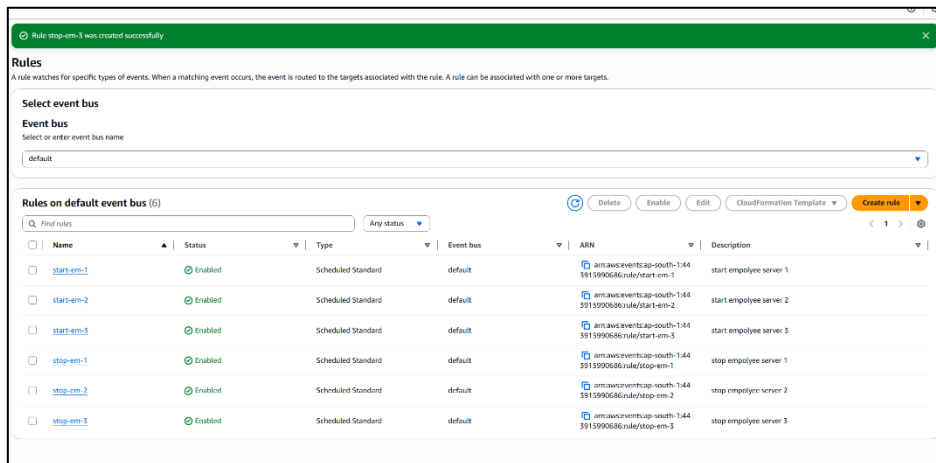 Rule stop-em-3 was created successfully
Rules
A rule watches for specific types of events. When a matching event occurs, the event is routed to the targets associated with the rule. A rule can be associated with one or more targets.
Select event bus
Event bus
Select or enter event bus name
default
Rules on default event bus (6)
Delete
Enable
Edit
CloudFormation Template
Create rule
Find rules
Any status
1
Name Status Type Event bus ARN Description
start-em-1 Enabled Scheduled Standard default arn:aws:events:ap-south-1:44 start empolyee server 1
3915990686:rule/start-em-1
start-em-2 Enabled Scheduled Standard default arn:aws:events:ap-south-1:44 start empolyee server 2
3915990686:rule/start-em-2
start-em-3 Enabled Scheduled Standard default arn:aws:events:ap-south-1:44 start empolyee server 3
3915990686:rule/start-em-3
stop-em-1 Enabled Scheduled Standard default arn:aws:events:ap-south-1:44 stop empolyee server 1
3915990686:rule/stop-em-1
stop-em-2 Enabled Scheduled Standard default arn:aws:events:ap-south-1:44 stop empolyee server 2
3915990686:rule/stop-em-2
stop-em-3 Enabled Scheduled Standard default arn:aws:events:ap-south-1:44 stop empolyee server 3
3915990686:rule/stop-em-3